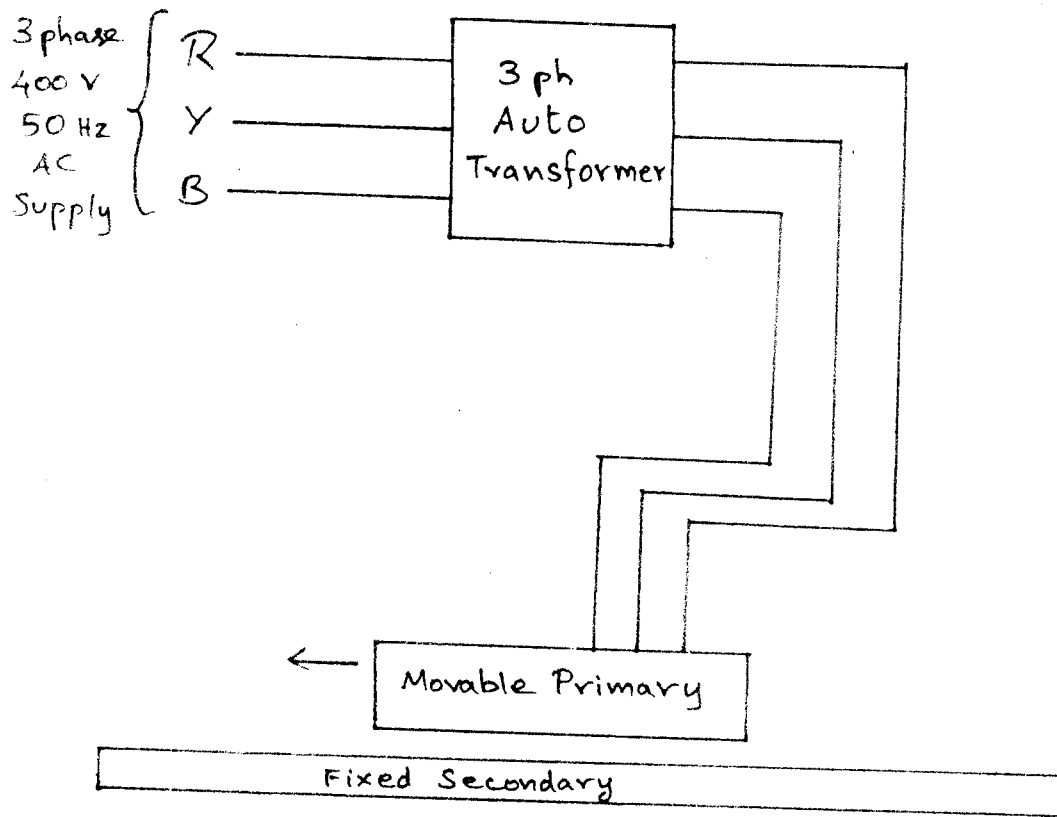 3 phase
400 V
50 Hz
AC
Supply
R
Y
B
3 ph
Auto
Transformer
Movable Primary
Fixed Secondary